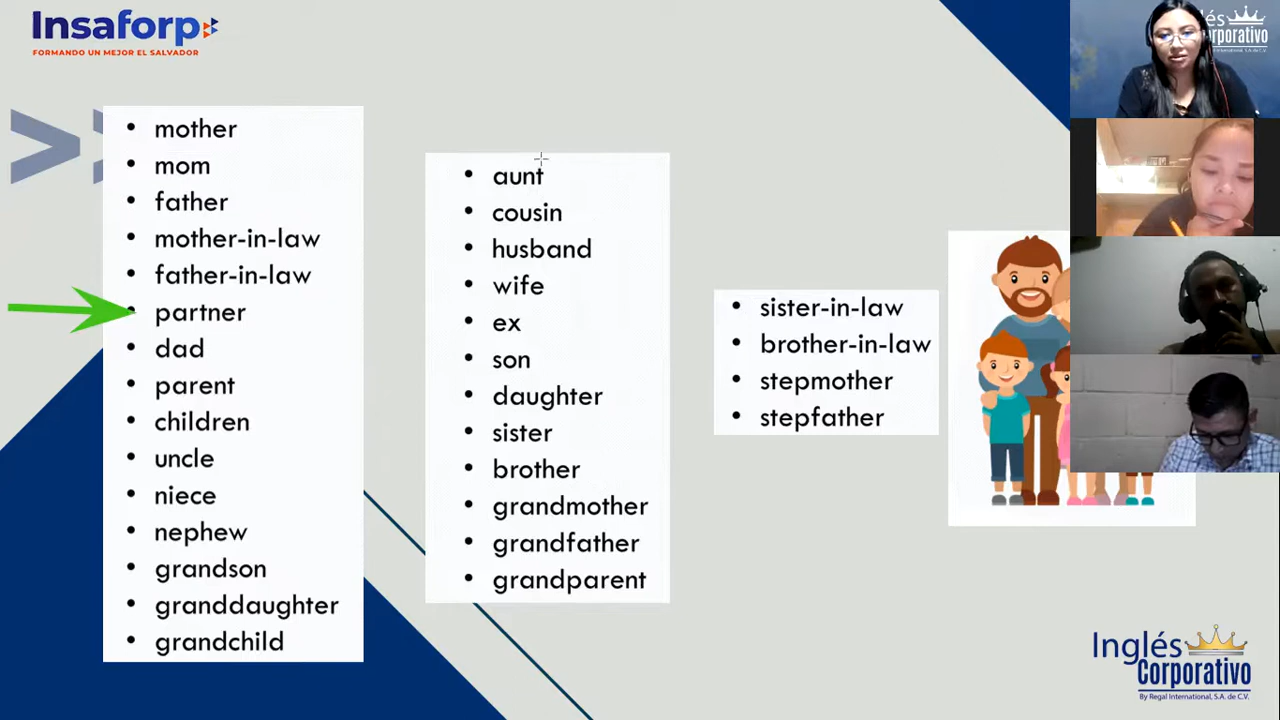 Insaforp
FORMANDO UN MEJOR EL SALVADOR
• mother
• mom
• father
• mother-in-law
• father-in-law
• partner
• dad
• parent
• children
• uncle
• niece
• nephew
• grandson
• granddaughter
• grandchild
• aunt
• cousin
• husband
• wife
• ex
• son
• daughter
• sister
• brother
• grandmother
• grandfather
• grandparent
• sister-in-law
• brother-in-law
• stepmother
• stepfather
Inglés
Corporativo
By Regal International, S.A. de C.V.